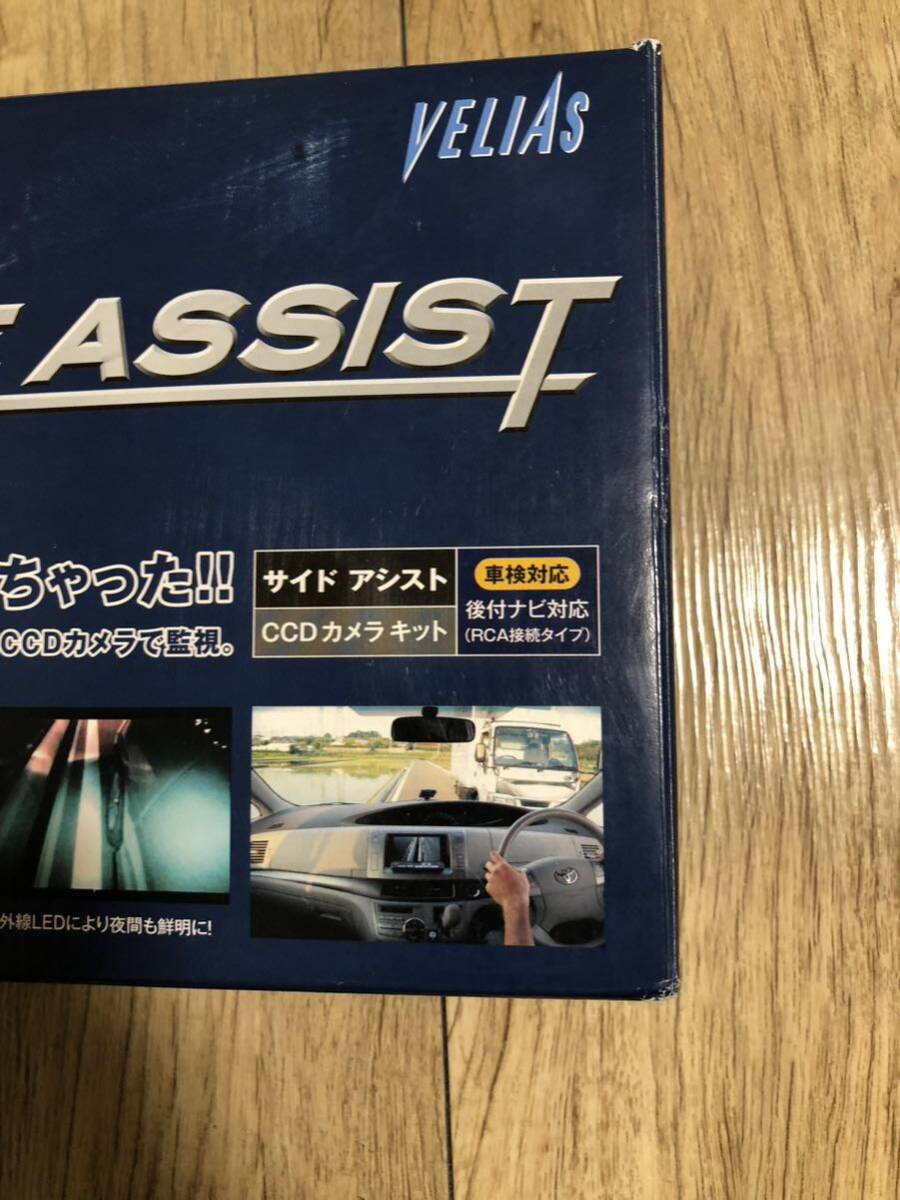 VELIAS
E ASSIST
ちゃった!!
CCDカメラで監視。
サイド アシスト
CCDカメラ キット
車検対応
後付ナビ対応
(RCA接続タイプ)
外線LEDにより夜間も鮮明に!